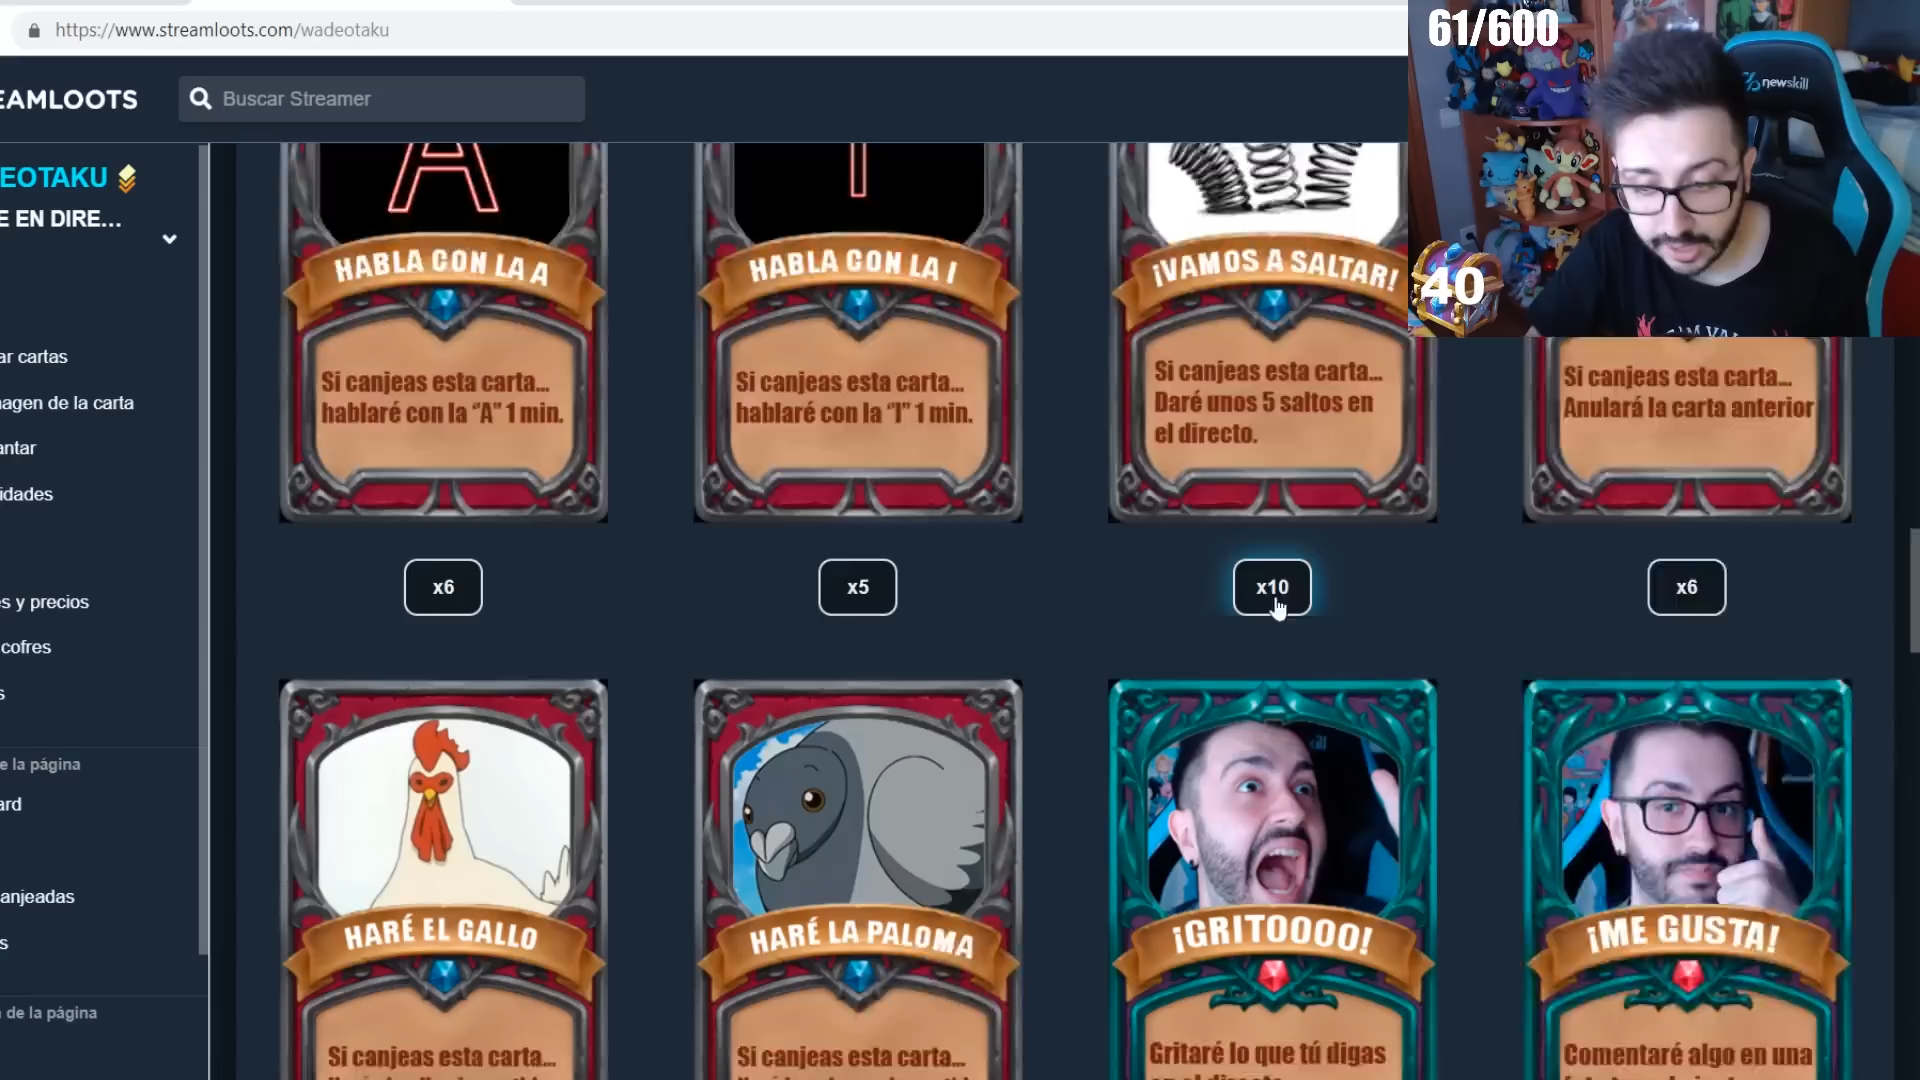 https://www.streamloots.com/wadeotaku
61/600
newskill
EAMLOOTS
Buscar Streamer
EOTAKU
E EN DIRE...
40
HABLA CON LA A
HABLA CON LA I
¡VAMOS A SALTAR!
ar cartas
nagen de la carta
antar
idades
Si canjeas esta carta...
hablaré con la "A" 1 min.
Si canjeas esta carta...
hablaré con la "I" 1 min.
Si canjeas esta carta...
Daré unos 5 saltos en
el directo.
Si canjeas esta carta...
Anulará la carta anterior
x6
x5
x10
x6
s y precios
cofres
s
e la página
ard
anjeadas
s
de la página
HARÉ EL GALLO
HARÉ LA PALOMA
¡GRITOOOO!
¡ME GUSTA!
Si canjeas esta carta...
Si canjeas esta carta...
Gritaré lo que tú digas
Comentaré algo en una